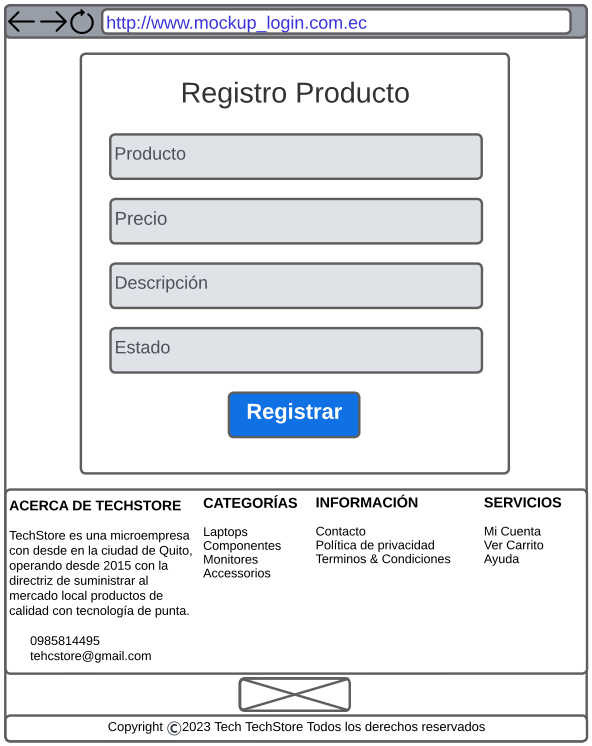 http://www.mockup_login.com.ec
Registro Producto
Producto
Precio
Descripción
Estado
Registrar
ACERCA DE TECHSTORE
TechStore es una microempresa
con desde en la ciudad de Quito,
operando desde 2015 con la
directriz de suministrar al
mercado local productos de
calidad con tecnología de punta.
0985814495
tehcstore@gmail.com
CATEGORÍAS
Laptops
Componentes
Monitores
Accessorios
INFORMACIÓN
Contacto
Política de privacidad
Terminos & Condiciones
SERVICIOS
Mi Cuenta
Ver Carrito
Ayuda
Copyright ©2023 Tech TechStore Todos los derechos reservados